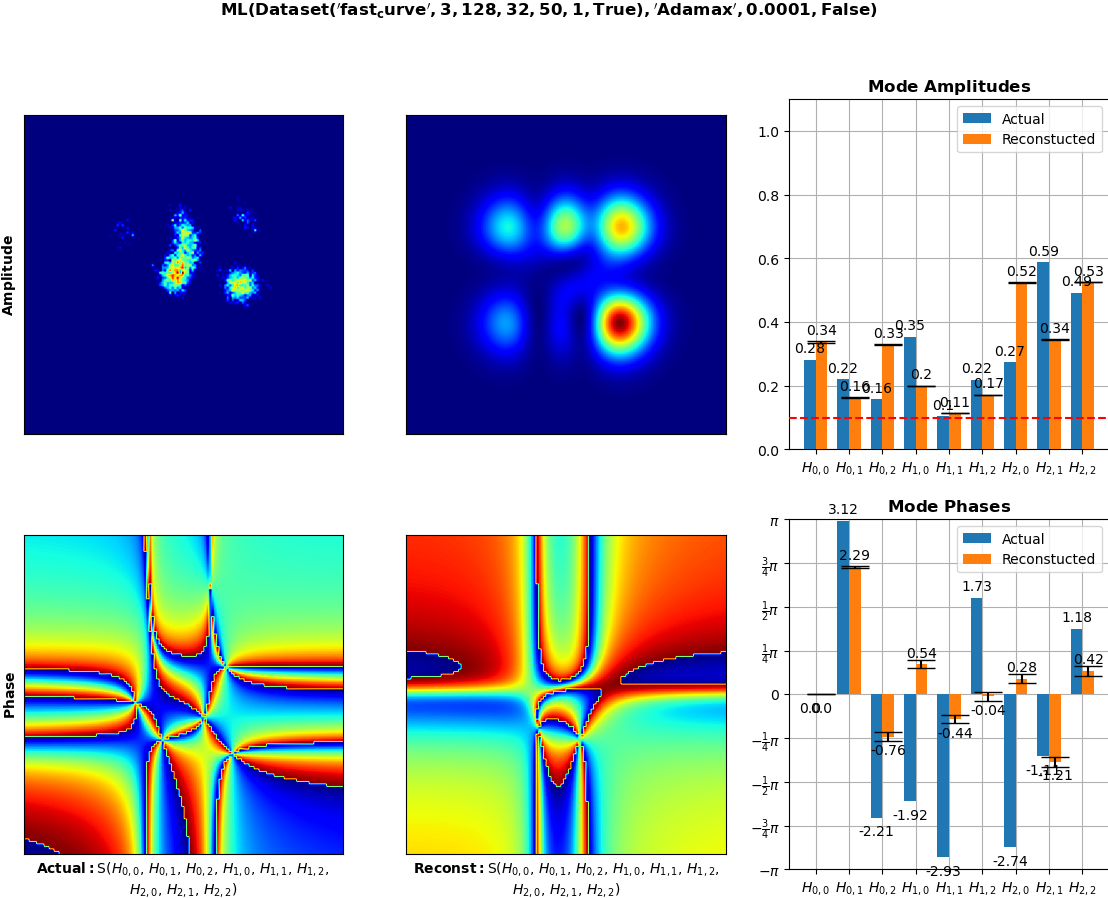 ML(Dataset('fast_curve', 3, 128, 32, 50, 1, True), 'Adamax', 0.0001, False)
Amplitude
Mode Amplitudes
Actual
Reconstucted
1.0
0.8
0.6
0.4
0.2
0.0
0.28 0.34 0.22 0.16 0.16 0.33 0.35 0.2 0.1 0.11 0.22 0.17 0.27 0.52 0.59 0.34 0.49 0.53
H0,0 H0,1 H0,2 H1,0 H1,1 H1,2 H2,0 H2,1 H2,2
Phase
Mode Phases
Actual
Reconstucted
π
3/4π
1/2π
1/4π
0
−1/4π
−1/2π
−3/4π
−π
0.0 0.0 3.12 2.29 -2.21 -0.76 -1.92 0.54 -2.93 -0.44 1.73 -0.04 -2.74 0.28 -1.11 -1.21 1.18 0.42
H0,0 H0,1 H0,2 H1,0 H1,1 H1,2 H2,0 H2,1 H2,2
Actual: S(H0,0, H0,1, H0,2, H1,0, H1,1, H1,2,
H2,0, H2,1, H2,2)
Reconst: S(H0,0, H0,1, H0,2, H1,0, H1,1, H1,2,
H2,0, H2,1, H2,2)